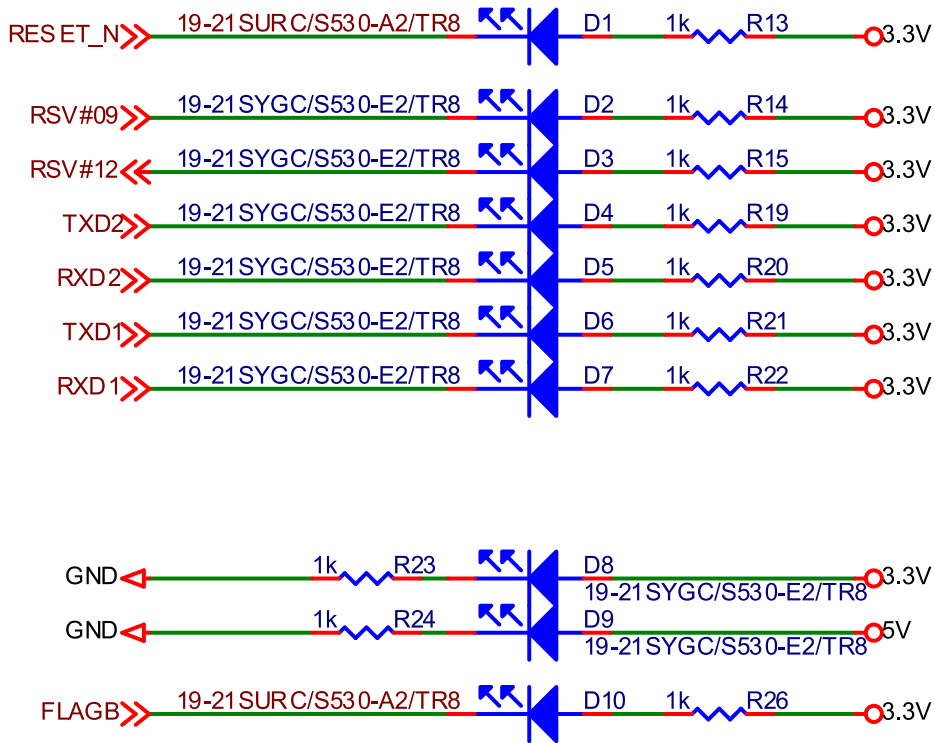 RESET_N 19-21SURC/S530-A2/TR8 D1 1k R13 3.3V
RSV#09 19-21SYGC/S530-E2/TR8 D2 1k R14 3.3V
RSV#12 19-21SYGC/S530-E2/TR8 D3 1k R15 3.3V
TXD2 19-21SYGC/S530-E2/TR8 D4 1k R19 3.3V
RXD2 19-21SYGC/S530-E2/TR8 D5 1k R20 3.3V
TXD1 19-21SYGC/S530-E2/TR8 D6 1k R21 3.3V
RXD1 19-21SYGC/S530-E2/TR8 D7 1k R22 3.3V
GND 1k R23 D8 3.3V
19-21SYGC/S530-E2/TR8
GND 1k R24 D9 5V
19-21SYGC/S530-E2/TR8
FLAGB 19-21SURC/S530-A2/TR8 D10 1k R26 3.3V